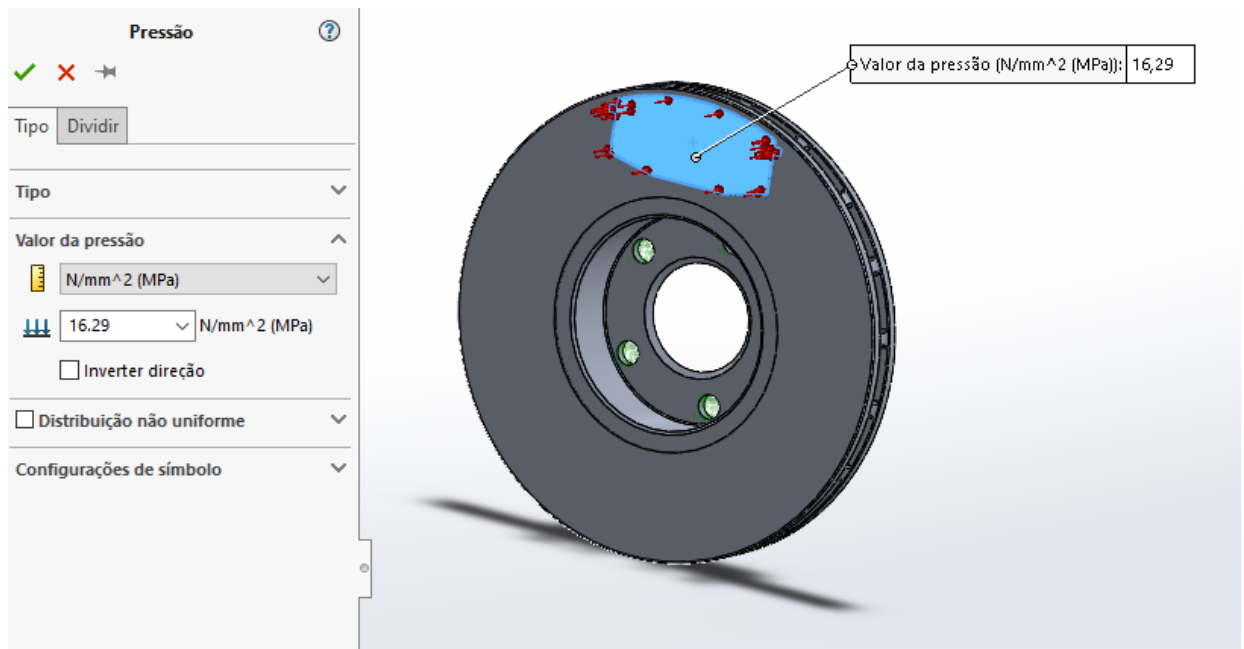 Pressão
Tipo Dividir
Tipo
Valor da pressão
N/mm^2 (MPa)
16.29 N/mm^2 (MPa)
Inverter direção
Distribuição não uniforme
Configurações de símbolo
Valor da pressão (N/mm^2 (MPa)): 16,29